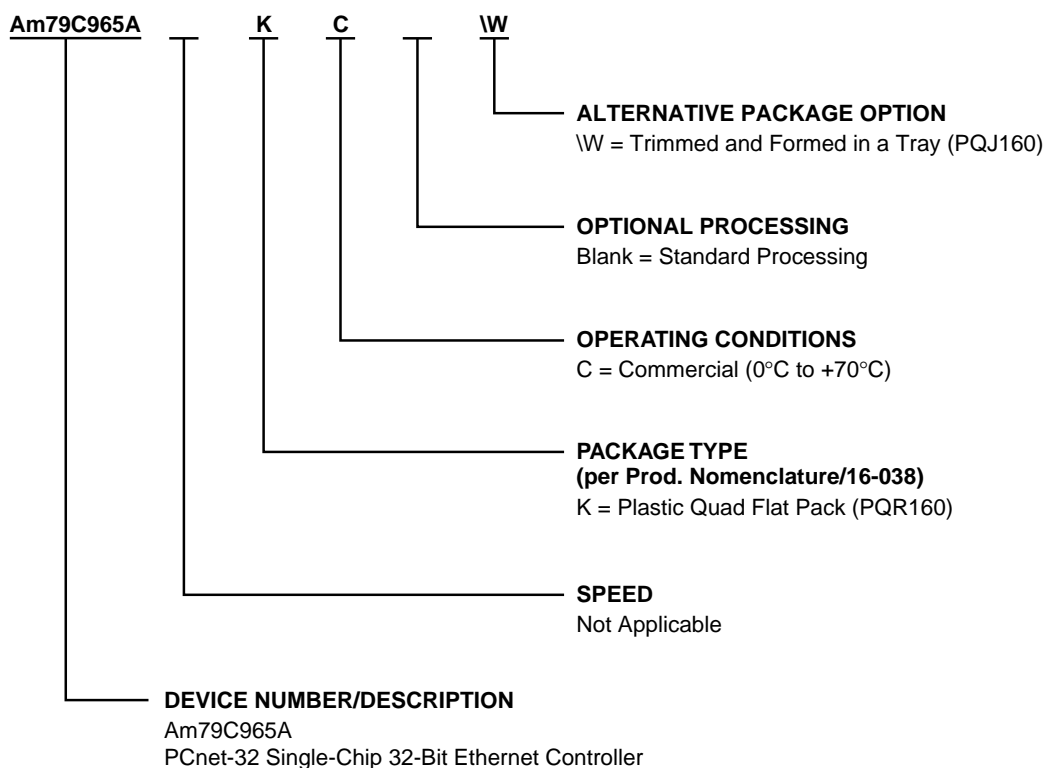 Am79C965A K C \W
ALTERNATIVE PACKAGE OPTION
\W = Trimmed and Formed in a Tray (PQJ160)
OPTIONAL PROCESSING
Blank = Standard Processing
OPERATING CONDITIONS
C = Commercial (0°C to +70°C)
PACKAGE TYPE
(per Prod. Nomenclature/16-038)
K = Plastic Quad Flat Pack (PQR160)
SPEED
Not Applicable
DEVICE NUMBER/DESCRIPTION
Am79C965A
PCnet-32 Single-Chip 32-Bit Ethernet Controller